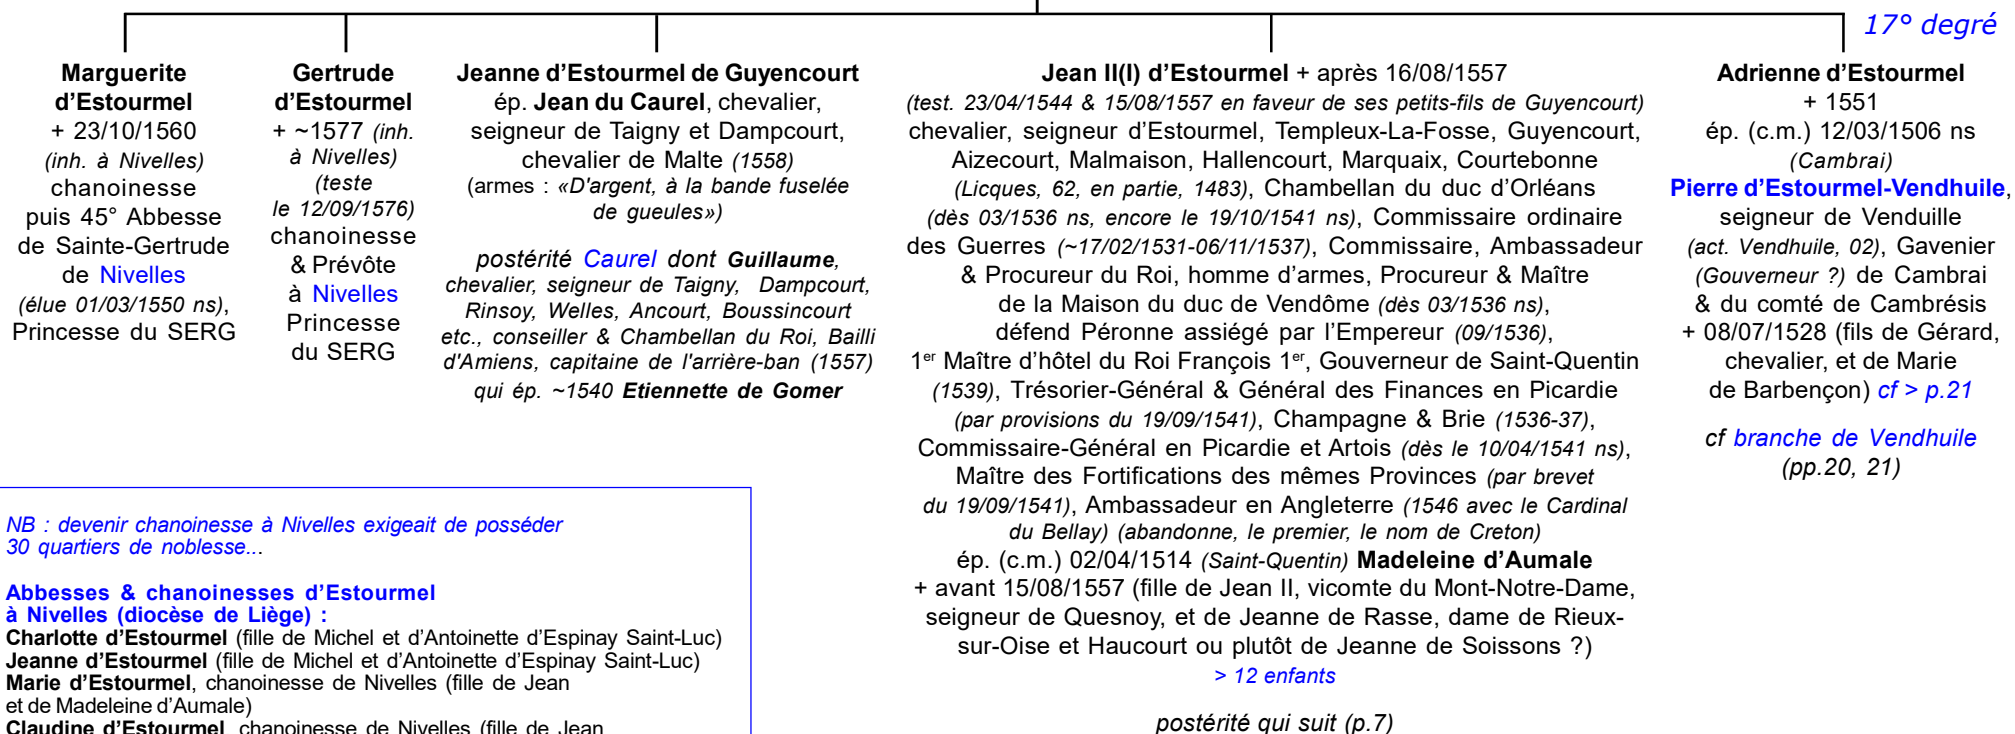 17° degré
Marguerite
d'Estourmel
+ 23/10/1560
(inh. à Nivelles)
chanoinesse
puis 45° Abbesse
de Sainte-Gertrude
de Nivelles
(élue 01/03/1550 ns),
Princesse du SERG
Gertrude
d'Estourmel
+ ~1577 (inh.
à Nivelles)
(teste
le 12/09/1576)
chanoinesse
& Prévôte
à Nivelles
Princesse
du SERG
Jeanne d'Estourmel de Guyencourt
ép. Jean du Caurel, chevalier,
seigneur de Taigny et Dampcourt,
chevalier de Malte (1558)
(armes : «D'argent, à la bande fuselée
de gueules»)
postérité Caurel dont Guillaume,
chevalier, seigneur de Taigny, Dampcourt,
Rinsoy, Welles, Ancourt, Boussincourt
etc., conseiller & Chambellan du Roi, Bailli
d'Amiens, capitaine de l'arrière-ban (1557)
qui ép. ~1540 Etiennette de Gomer
Jean II(I) d'Estourmel + après 16/08/1557
(test. 23/04/1544 & 15/08/1557 en faveur de ses petits-fils de Guyencourt)
chevalier, seigneur d'Estourmel, Templeux-La-Fosse, Guyencourt,
Aizecourt, Malmaison, Hallencourt, Marquaix, Courtebonne
(Licques, 62, en partie, 1483), Chambellan du duc d'Orléans
(dès 03/1536 ns, encore le 19/10/1541 ns), Commissaire ordinaire
des Guerres (~17/02/1531-06/11/1537), Commissaire, Ambassadeur
& Procureur du Roi, homme d'armes, Procureur & Maître
de la Maison du duc de Vendôme (dès 03/1536 ns),
défend Péronne assiégé par l'Empereur (09/1536),
1er Maître d'hôtel du Roi François 1er, Gouverneur de Saint-Quentin
(1539), Trésorier-Général & Général des Finances en Picardie
(par provisions du 19/09/1541), Champagne & Brie (1536-37),
Commissaire-Général en Picardie et Artois (dès le 10/04/1541 ns),
Maître des Fortifications des mêmes Provinces (par brevet
du 19/09/1541), Ambassadeur en Angleterre (1546 avec le Cardinal
du Bellay) (abandonne, le premier, le nom de Creton)
ép. (c.m.) 02/04/1514 (Saint-Quentin) Madeleine d'Aumale
+ avant 15/08/1557 (fille de Jean II, vicomte du Mont-Notre-Dame,
seigneur de Quesnoy, et de Jeanne de Rasse, dame de Rieux-
sur-Oise et Haucourt ou plutôt de Jeanne de Soissons ?)
> 12 enfants
postérité qui suit (p.7)
Adrienne d'Estourmel
+ 1551
ép. (c.m.) 12/03/1506 ns
(Cambrai)
Pierre d'Estourmel-Vendhuile,
seigneur de Venduille
(act. Vendhuile, 02), Gavenier
(Gouverneur ?) de Cambrai
& du comté de Cambrésis
+ 08/07/1528 (fils de Gérard,
chevalier, et de Marie
de Barbençon) cf > p.21
cf branche de Vendhuile
(pp.20, 21)
NB : devenir chanoinesse à Nivelles exigeait de posséder
30 quartiers de noblesse...
Abbesses & chanoinesses d'Estourmel
à Nivelles (diocèse de Liège) :
Charlotte d'Estourmel (fille de Michel et d'Antoinette d'Espinay Saint-Luc)
Jeanne d'Estourmel (fille de Michel et d'Antoinette d'Espinay Saint-Luc)
Marie d'Estourmel, chanoinesse de Nivelles (fille de Jean
et de Madeleine d'Aumale)
Claudine d'Estourmel, chanoinesse de Nivelles (fille de Jean